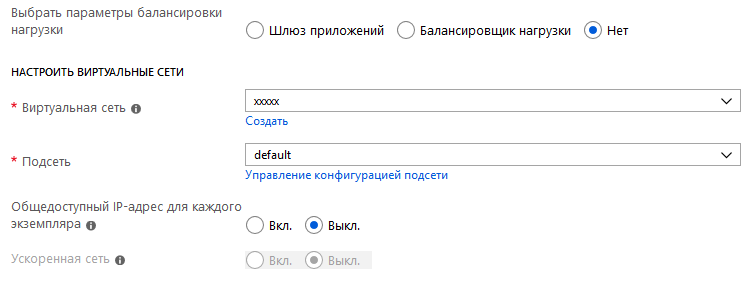 Выбрать параметры балансировки
нагрузки
Шлюз приложений Балансировщик нагрузки Нет
НАСТРОИТЬ ВИРТУАЛЬНЫЕ СЕТИ
* Виртуальная сеть xxxxx
Создать
* Подсеть default
Управление конфигурацией подсети
Общедоступный IP-адрес для каждого
экземпляра Вкл. Выкл.
Ускоренная сеть Вкл. Выкл.